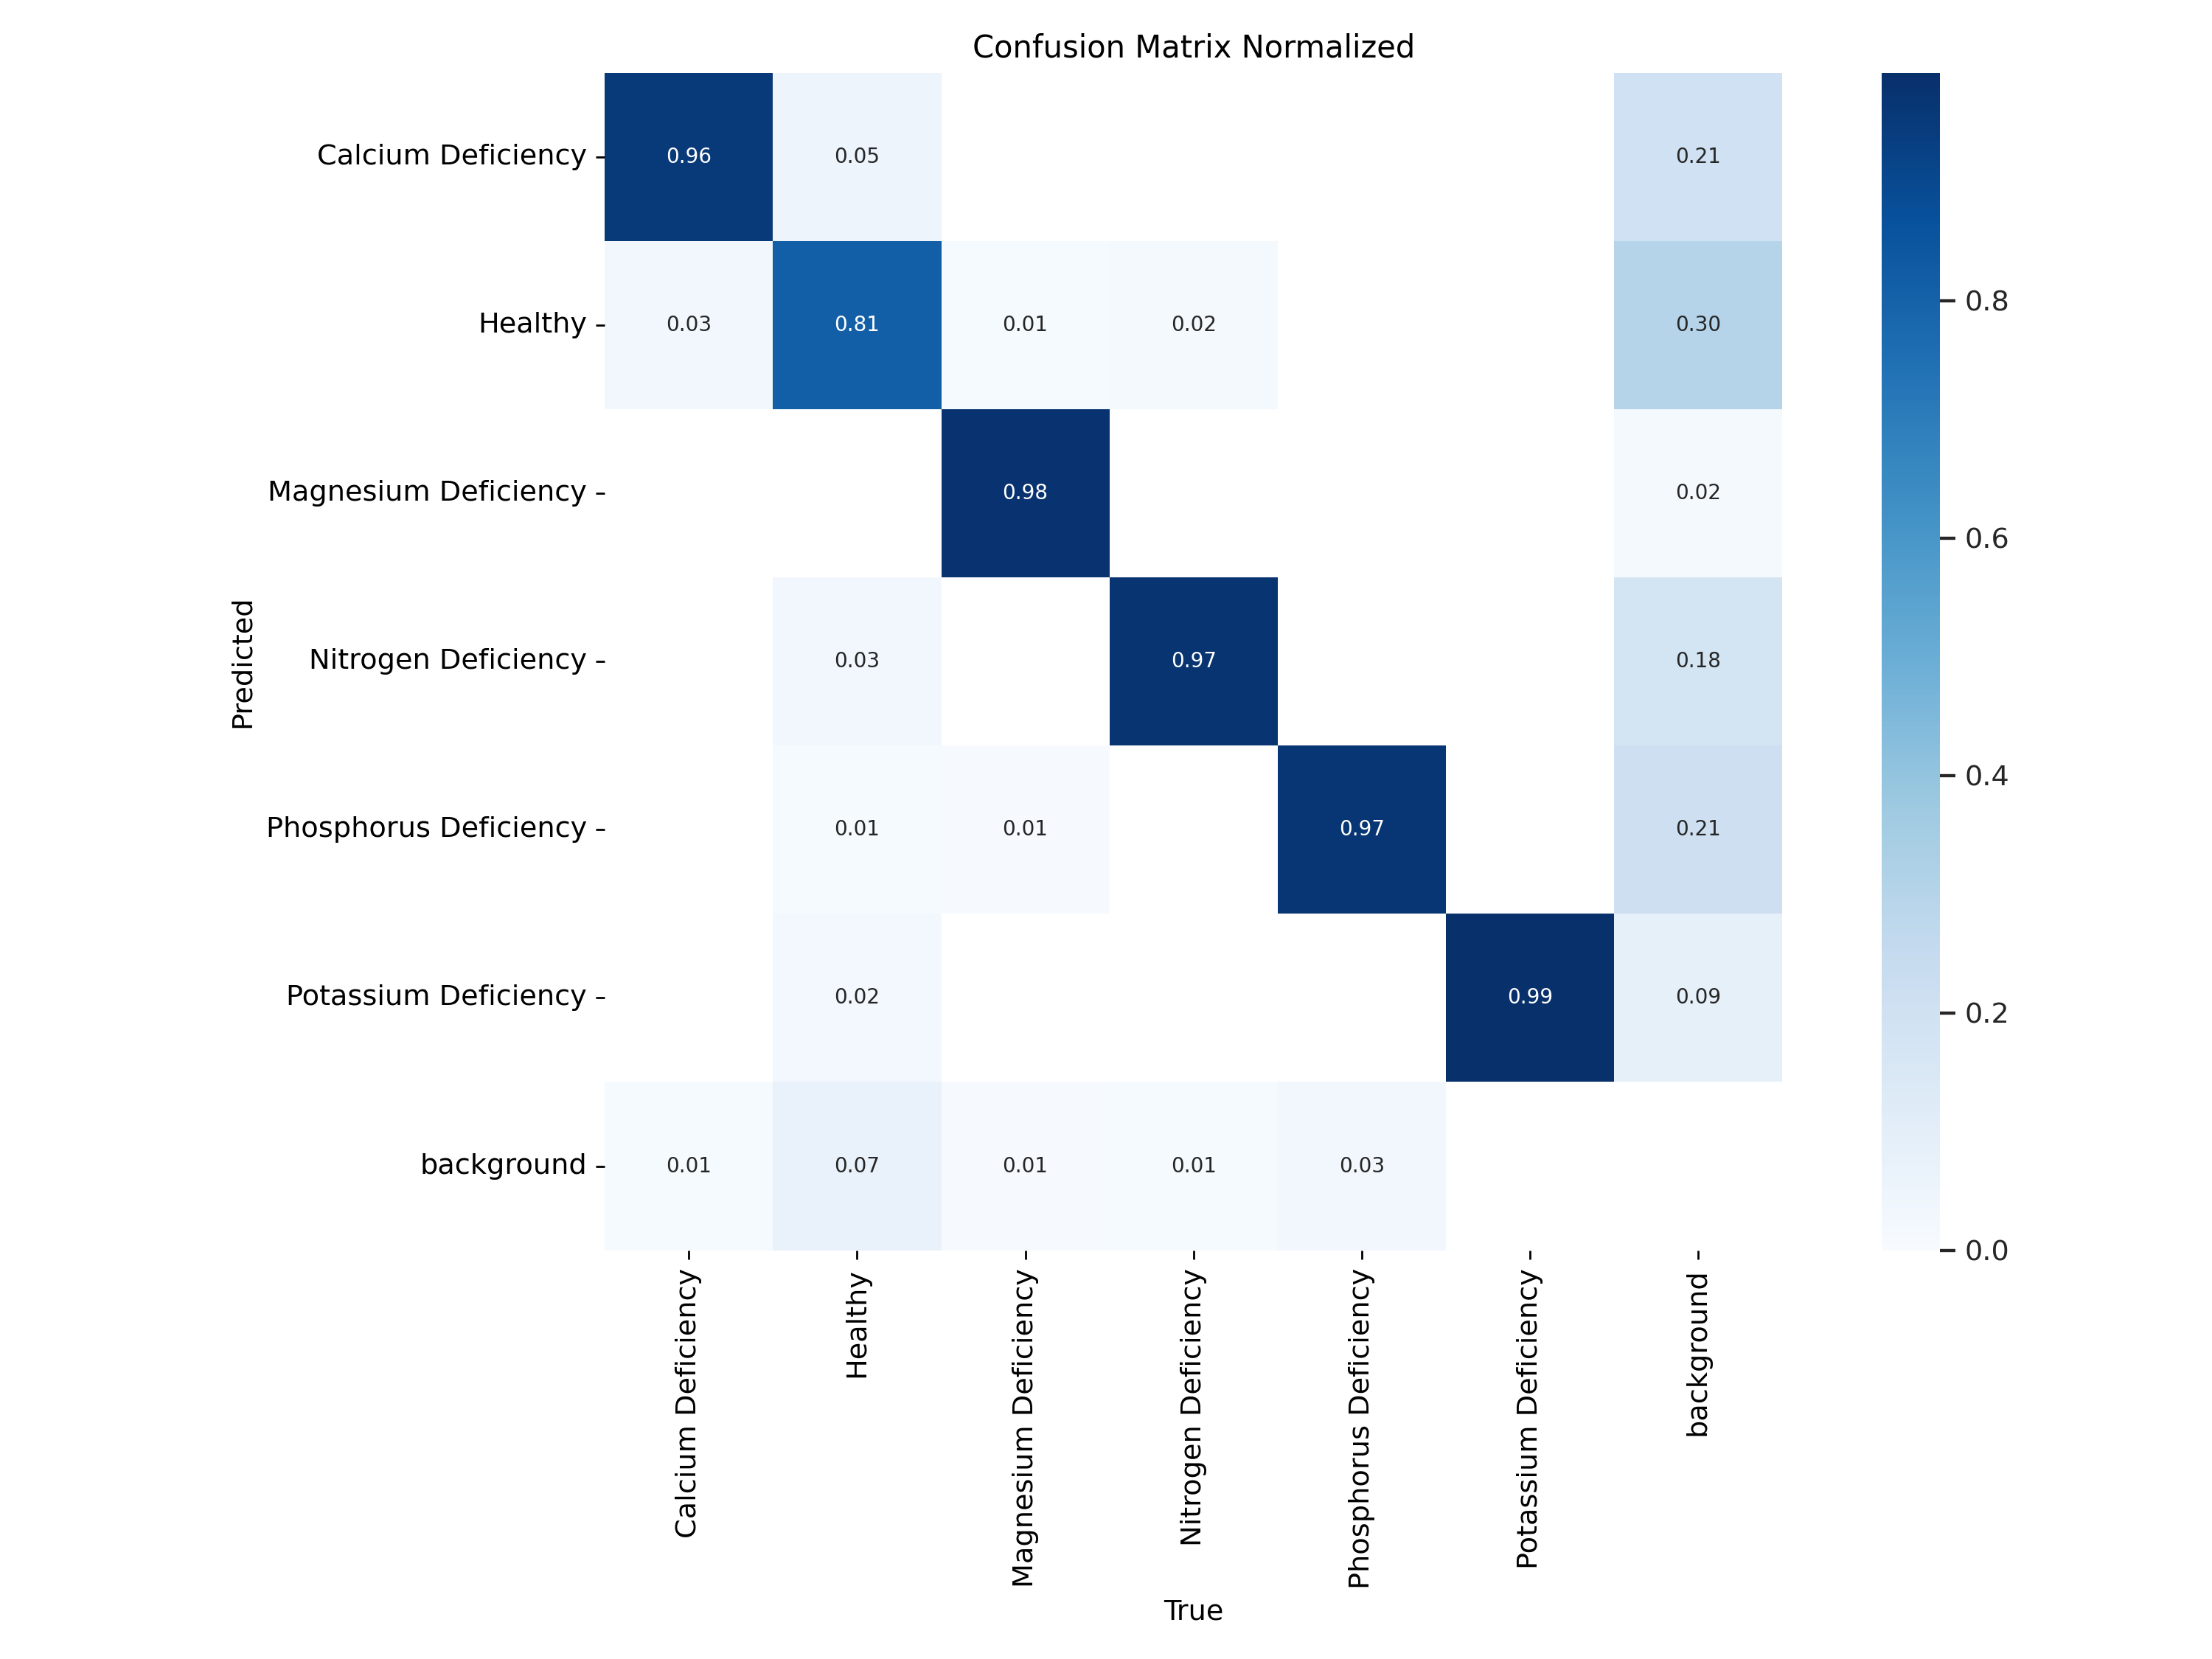 Confusion Matrix Normalized
Calcium Deficiency
0.96
0.05
0.21
Healthy
0.03
0.81
0.01
0.02
0.30
0.8
Magnesium Deficiency
0.98
0.02
0.6
Predicted
Nitrogen Deficiency
0.03
0.97
0.18
0.4
Phosphorus Deficiency
0.01
0.01
0.97
0.21
Potassium Deficiency
0.02
0.99
0.09
0.2
background
0.01
0.07
0.01
0.01
0.03
0.0
Calcium Deficiency
Healthy
Magnesium Deficiency
Nitrogen Deficiency
Phosphorus Deficiency
Potassium Deficiency
background
True